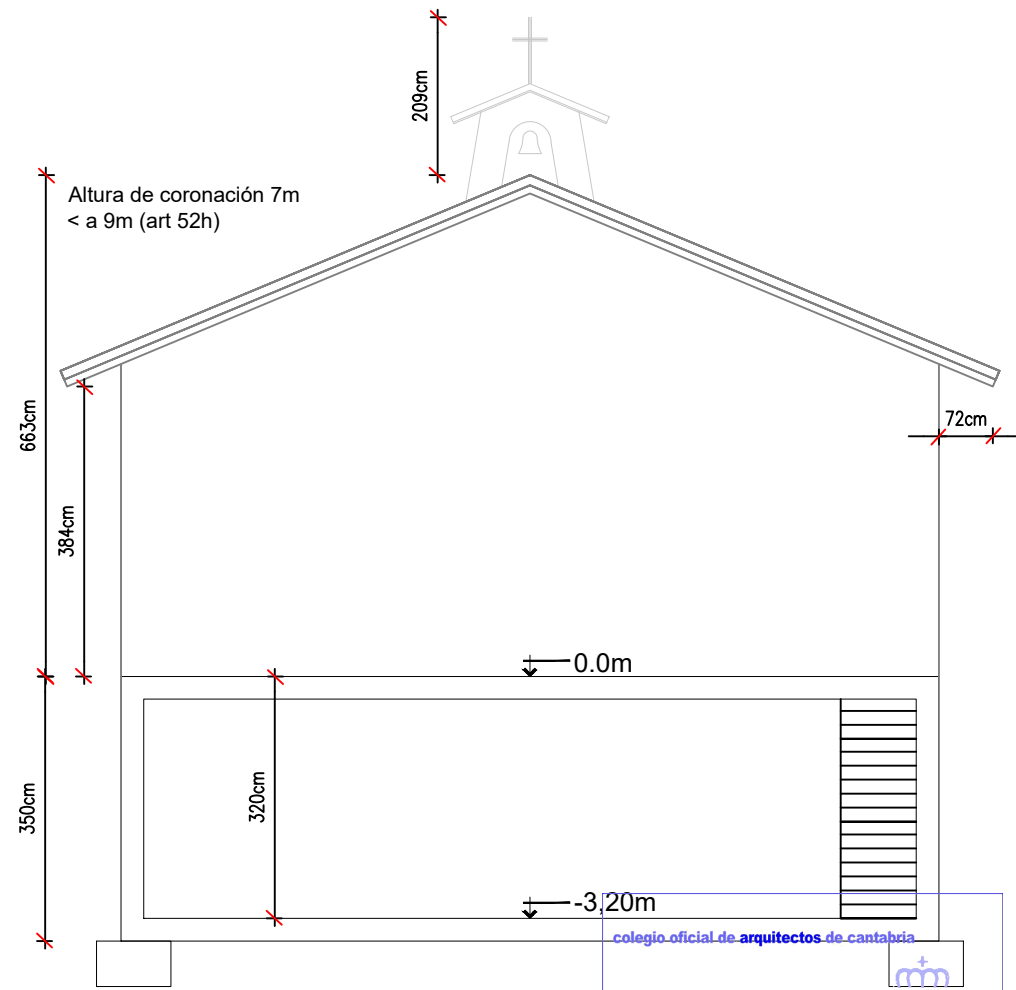 209cm
Altura de coronación 7m
< a 9m (art 52h)
663cm
384cm
72cm
0.0m
350cm
320cm
-3,20m
colegio oficial de arquitectos de cantabria